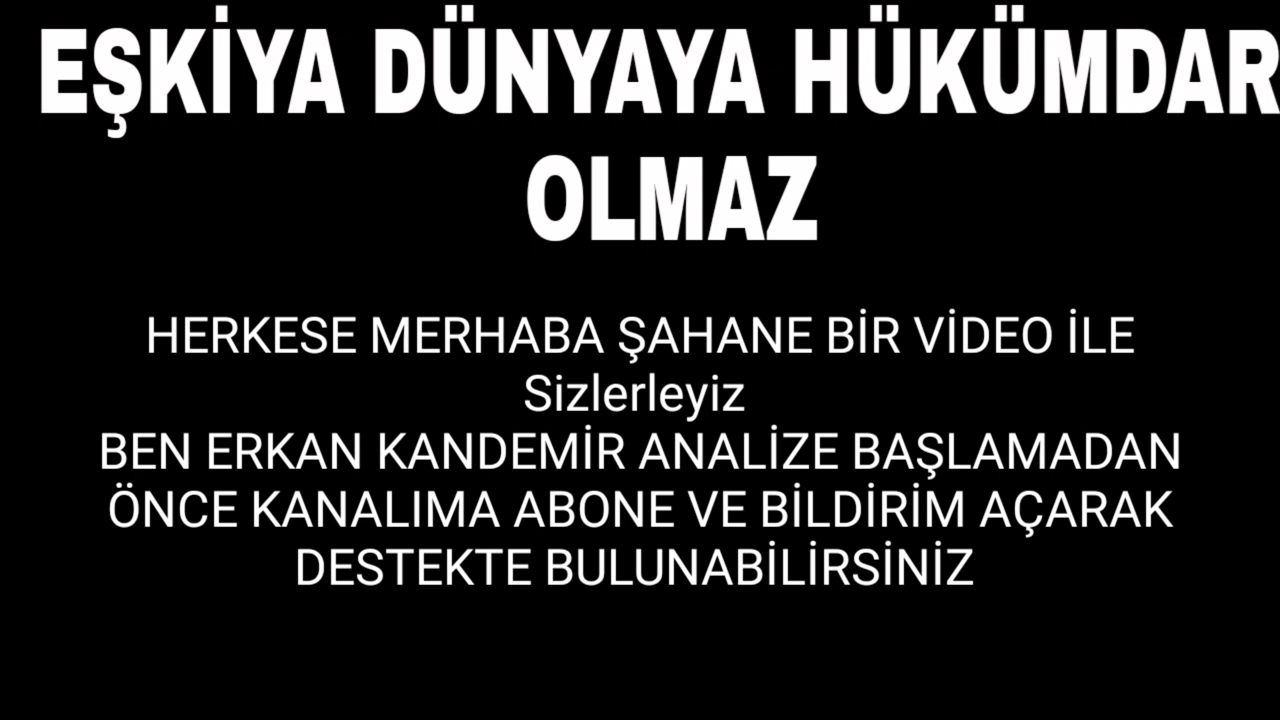 EŞKİYA DÜNYAYA HÜKÜMDAR
OLMAZ
HERKESE MERHABA ŞAHANE BİR VİDEO İLE
Sizlerleyiz
BEN ERKAN KANDEMİR ANALİZE BAŞLAMADAN
ÖNCE KANALIMA ABONE VE BİLDİRİM AÇARAK
DESTEKTE BULUNABİLİRSİNİZ